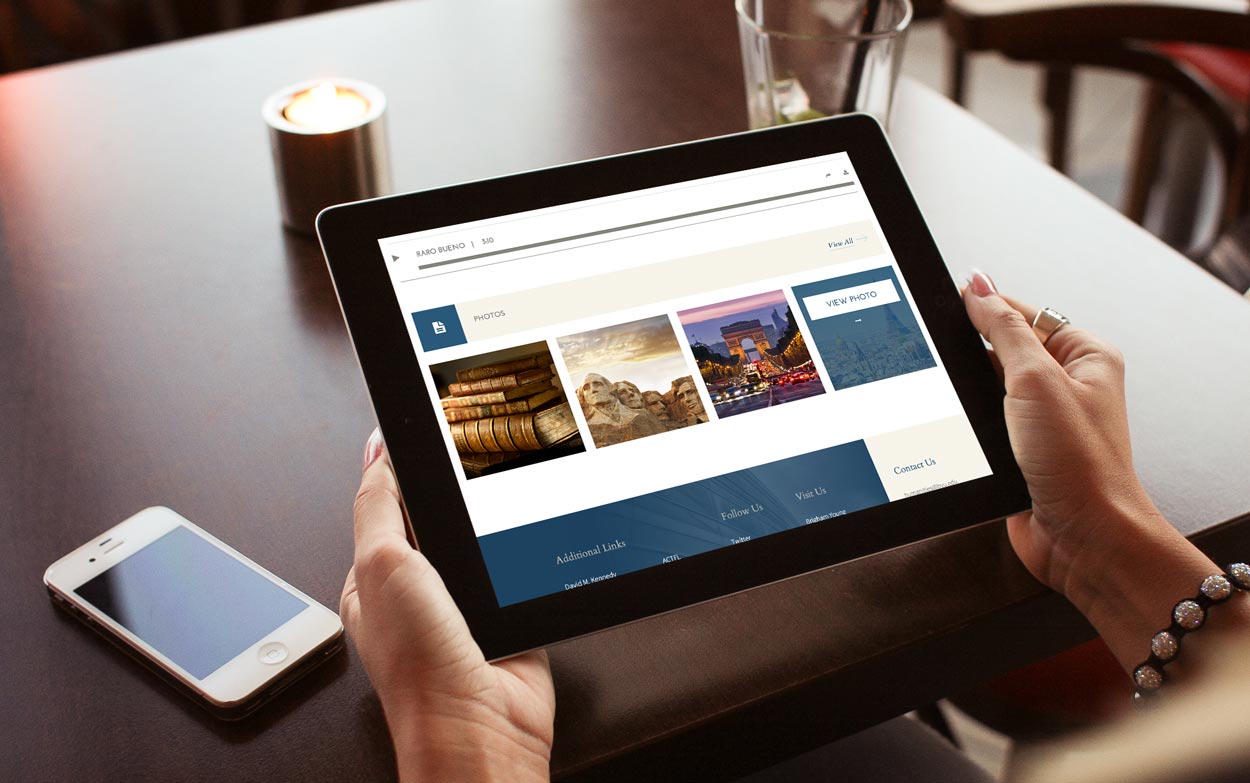 RARO BUENO | 3:10
View All
PHOTOS
VIEW PHOTO
Contact Us
Visit Us
Brigham Young
Follow Us
Twitter
Additional Links
ACTFL
David M. Kennedy